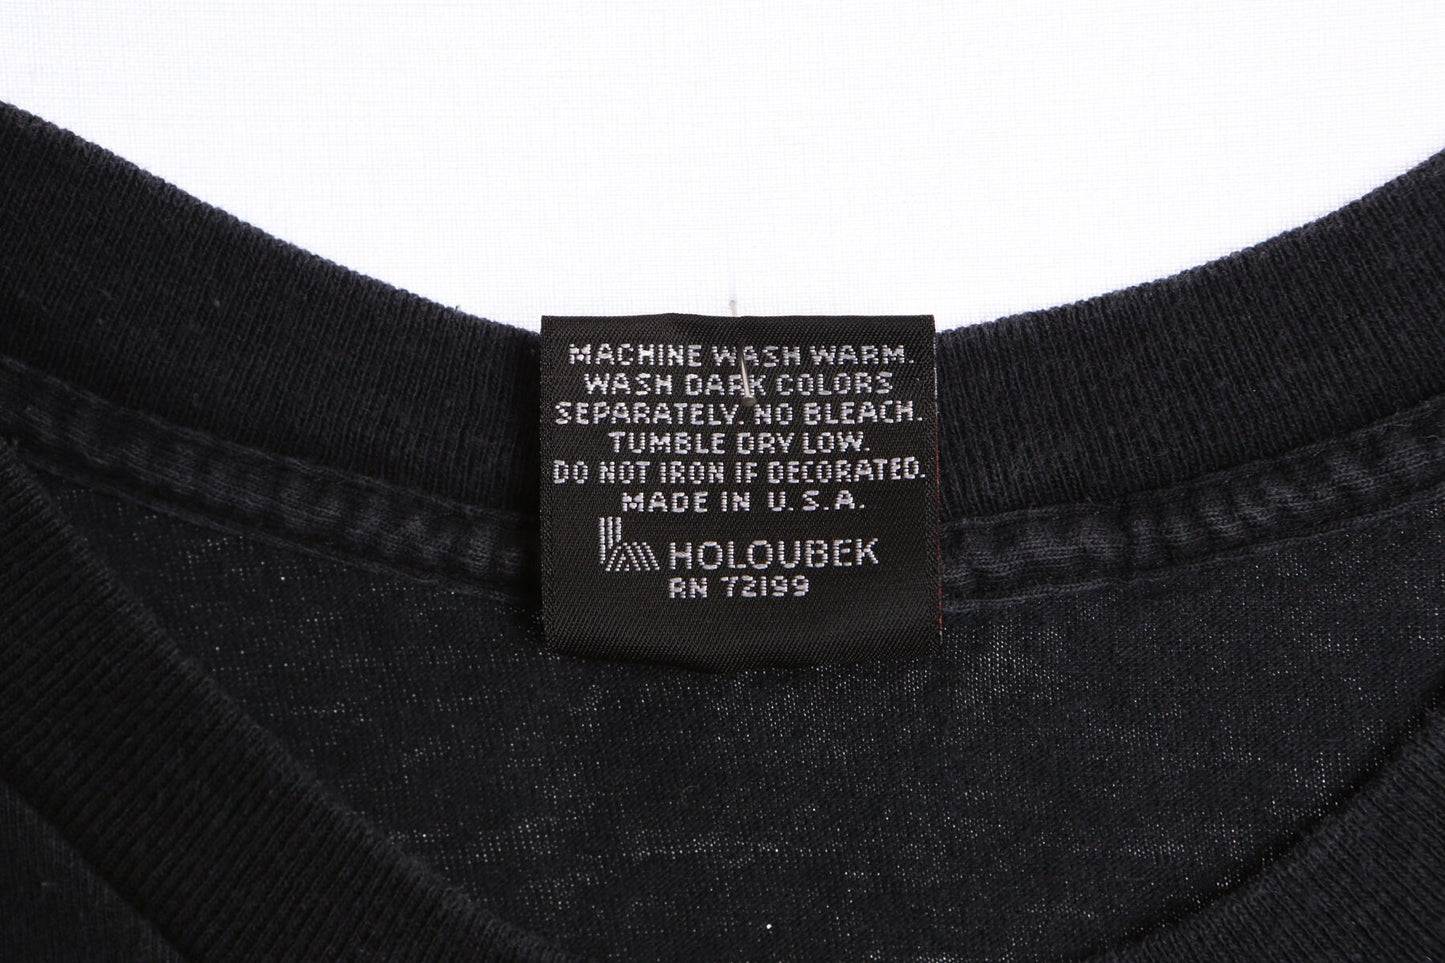 MACHINE WASH WARM.
WASH DARK COLORS
SEPARATELY. NO BLEACH.
TUMBLE DRY LOW.
DO NOT IRON IF DECORATED.
MADE IN U.S.A.
HOLOUBEK
RN 72199